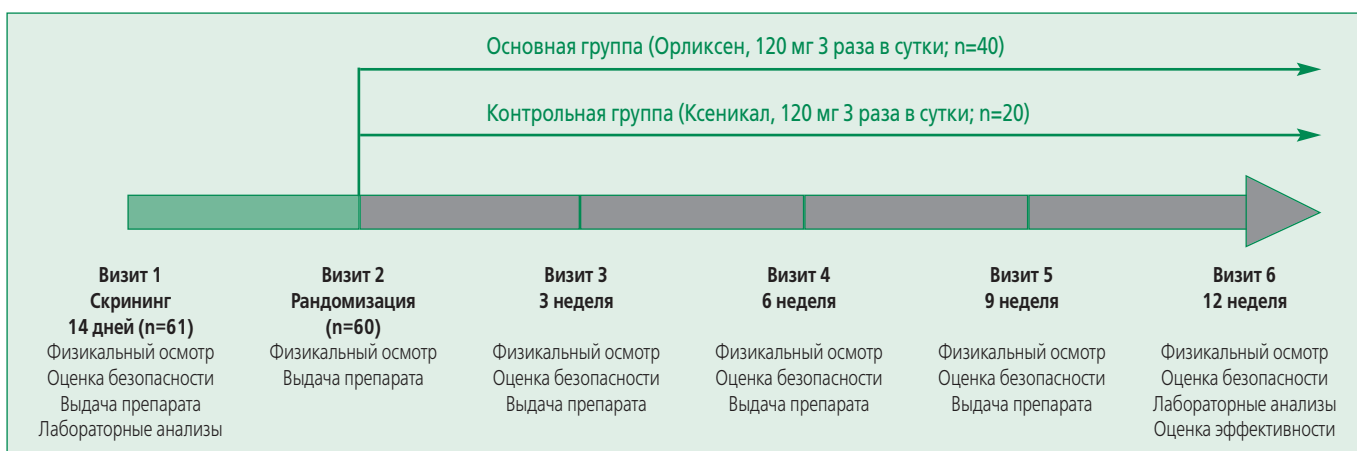 Основная группа (Орликсен, 120 мг 3 раза в сутки; n=40)
Контрольная группа (Ксеникал, 120 мг 3 раза в сутки; n=20)
Визит 1
Скрининг
14 дней (n=61)
Физикальный осмотр
Оценка безопасности
Выдача препарата
Лабораторные анализы
Визит 2
Рандомизация
(n=60)
Физикальный осмотр
Выдача препарата
Визит 3
3 неделя
Физикальный осмотр
Оценка безопасности
Выдача препарата
Визит 4
6 неделя
Физикальный осмотр
Оценка безопасности
Выдача препарата
Визит 5
9 неделя
Физикальный осмотр
Оценка безопасности
Выдача препарата
Визит 6
12 неделя
Физикальный осмотр
Оценка безопасности
Лабораторные анализы
Оценка эффективности